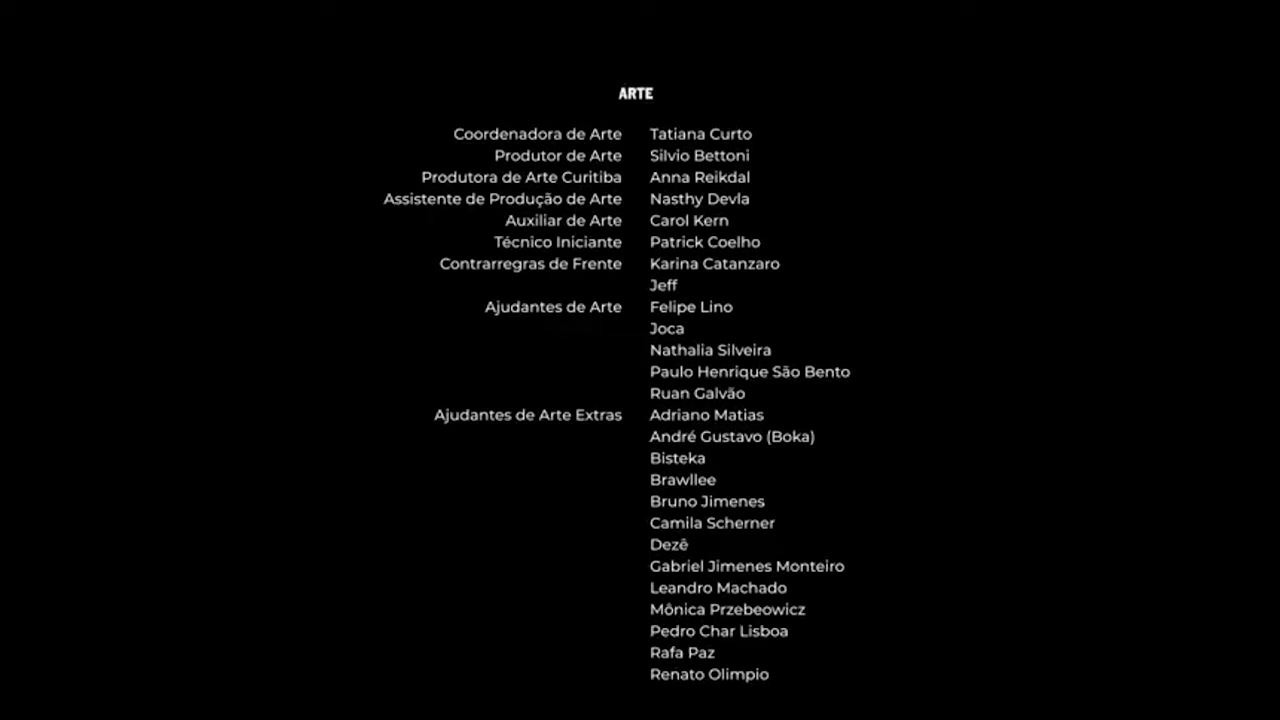 ARTE
Coordenadora de Arte Tatiana Curto
Produtor de Arte Silvio Bettoni
Produtora de Arte Curitiba Anna Reikdal
Assistente de Produção de Arte Nasthy Devla
Auxiliar de Arte Carol Kern
Técnico Iniciante Patrick Coelho
Contrarregras de Frente Karina Catanzaro
Jeff
Ajudantes de Arte Felipe Lino
Joca
Nathalia Silveira
Paulo Henrique São Bento
Ruan Galvão
Ajudantes de Arte Extras Adriano Matias
André Gustavo (Boka)
Bisteka
Brawllee
Bruno Jimenes
Camila Scherner
Dezê
Gabriel Jimenes Monteiro
Leandro Machado
Mônica Przebeowicz
Pedro Char Lisboa
Rafa Paz
Renato Olimpio